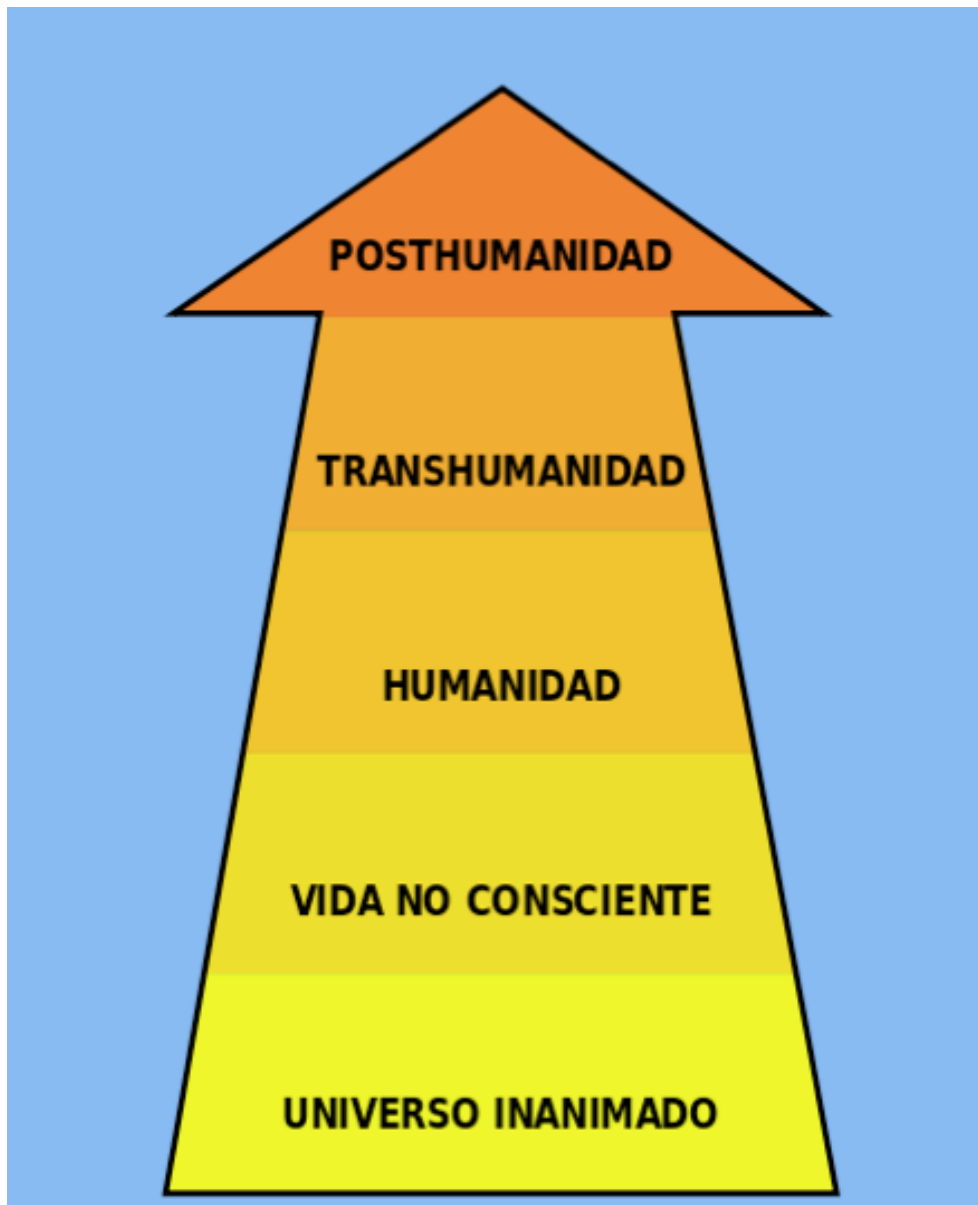 POSTHUMANIDAD
TRANSHUMANIDAD
HUMANIDAD
VIDA NO CONSCIENTE
UNIVERSO INANIMADO